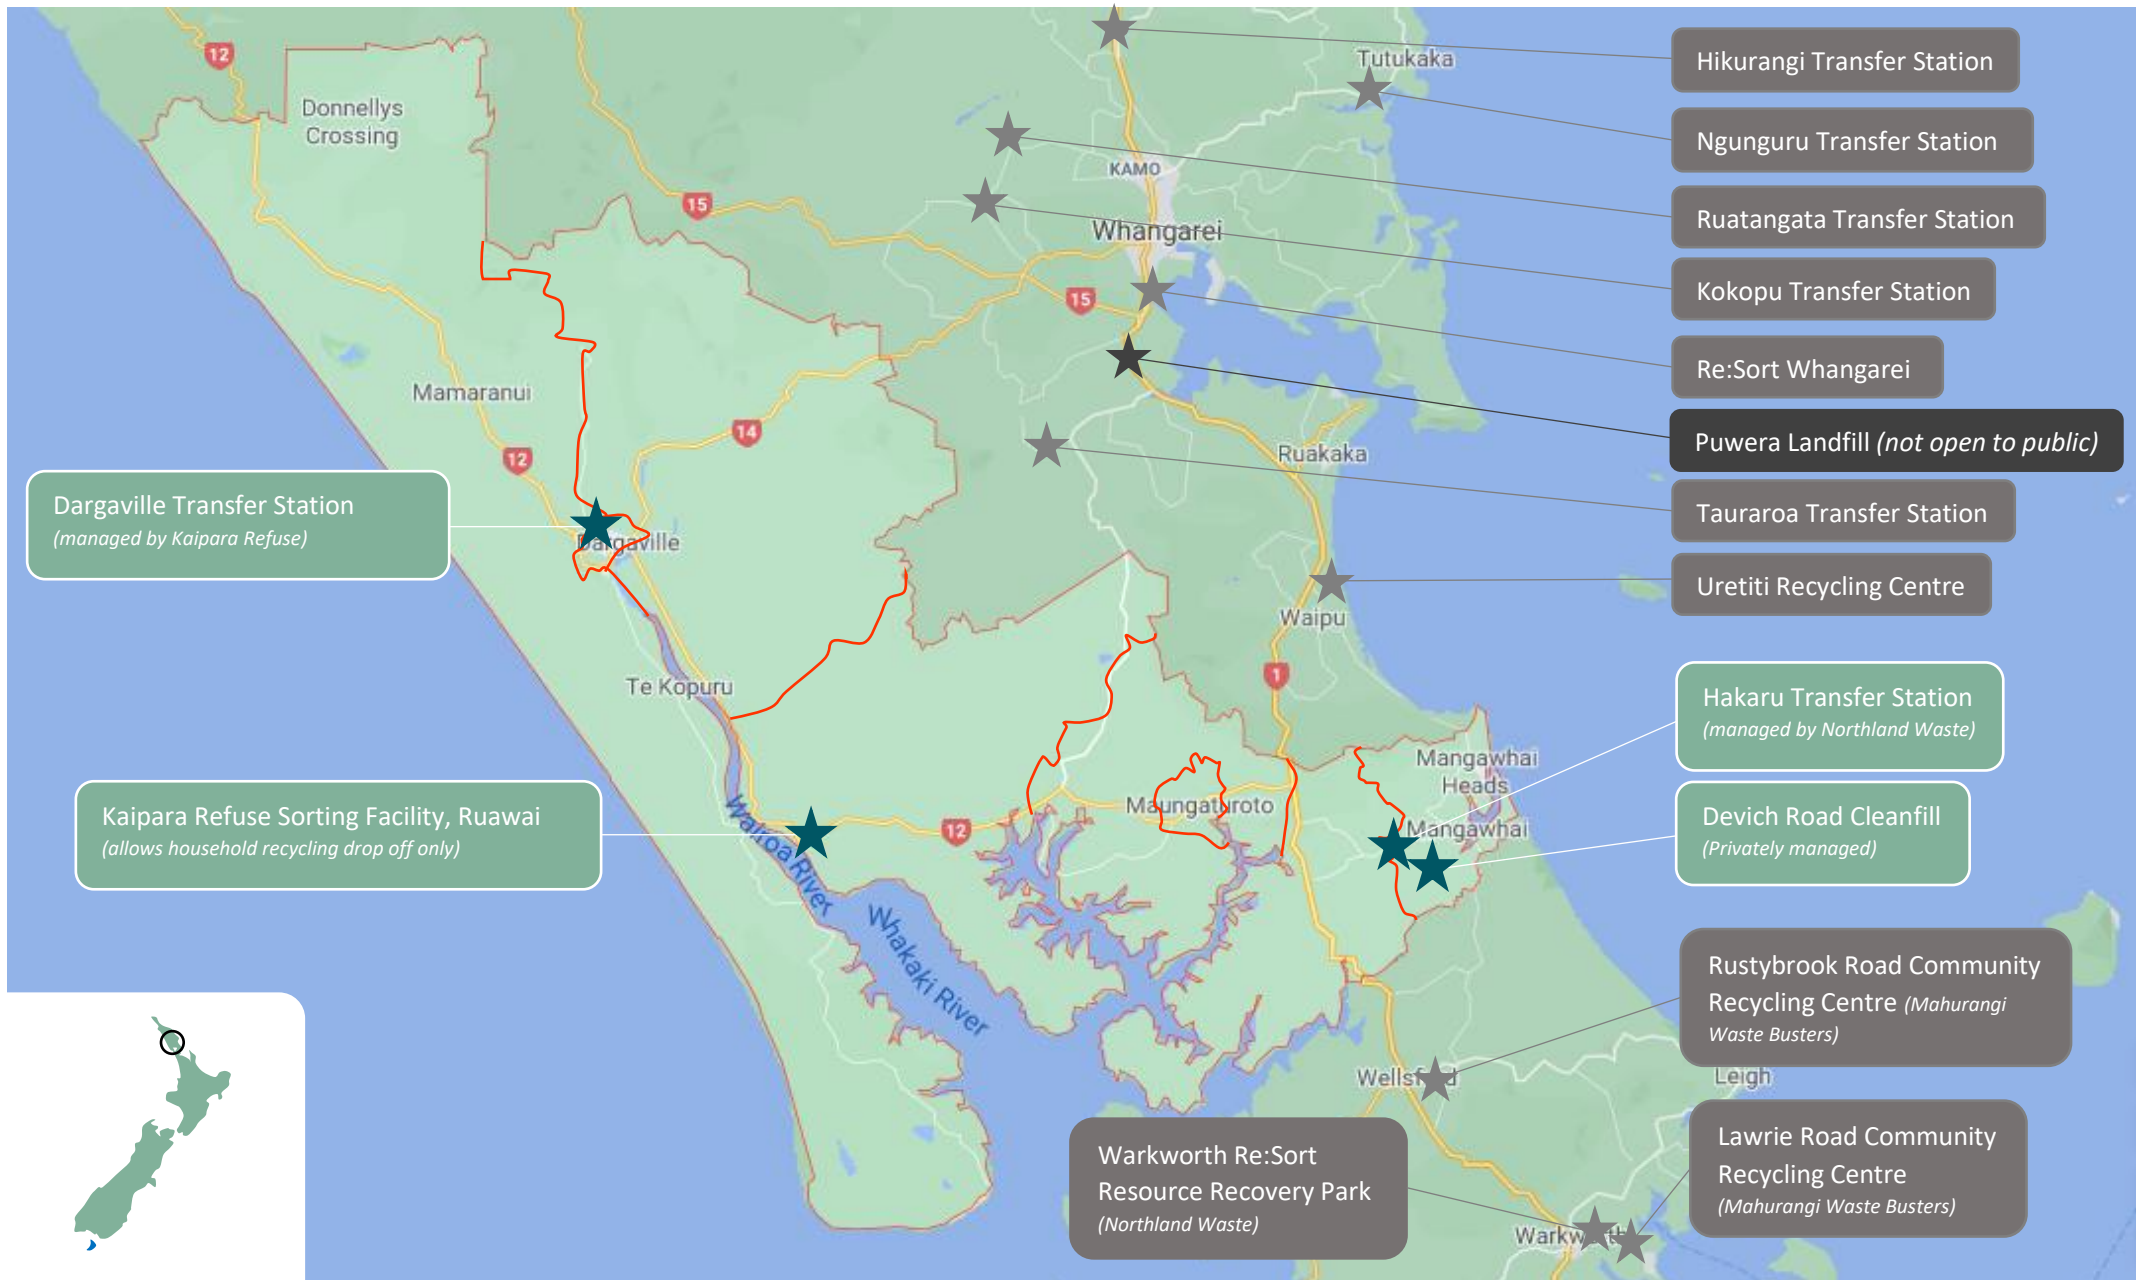 12
Donnellys
Crossing
Tutukaka
Hikurangi Transfer Station
Ngunguru Transfer Station
KAMO
15
Ruatangata Transfer Station
Whangarei
Kokopu Transfer Station
15
Re:Sort Whangarei
Mamaranui
14
Puwera Landfill (not open to public)
12
Ruakaka
Dargaville Transfer Station
(managed by Kaipara Refuse)
Tauraroa Transfer Station
Dargaville
Uretiti Recycling Centre
Waipu
1
Te Kopuru
Hakaru Transfer Station
(managed by Northland Waste)
Mangawhai
Heads
Maungaturoto
Kaipara Refuse Sorting Facility, Ruawai
(allows household recycling drop off only)
12
Mangawhai
Devich Road Cleanfill
(Privately managed)
Wairoa River
Whakaki River
Rustybrook Road Community
Recycling Centre (Mahurangi
Waste Busters)
Wellsford
Leigh
Warkworth Re:Sort
Resource Recovery Park
(Northland Waste)
Lawrie Road Community
Recycling Centre
(Mahurangi Waste Busters)
Warkworth